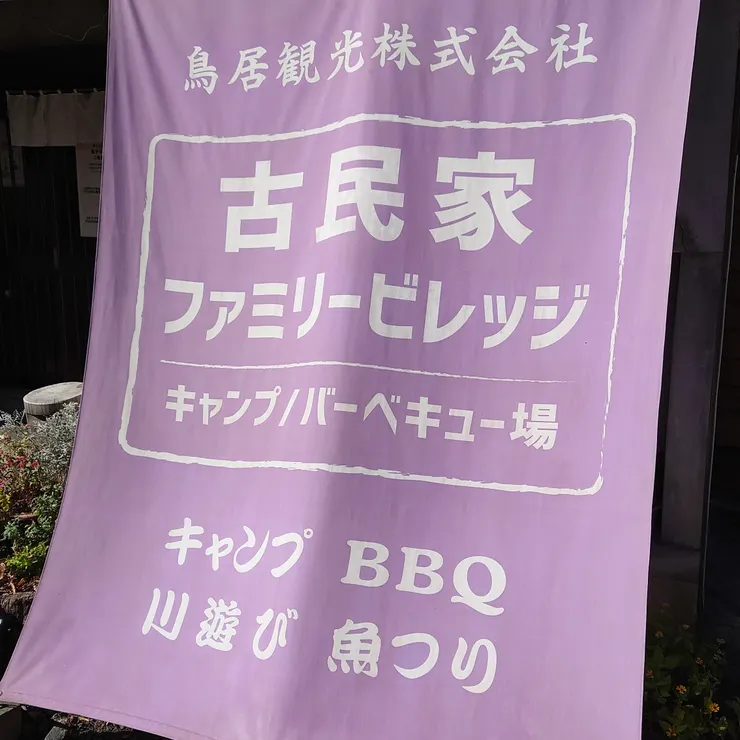 鳥居観光株式会社
古民家
ファミリービレッジ
キャンプ/バーベキュー場
キャンプ BBQ
川遊び 魚つり